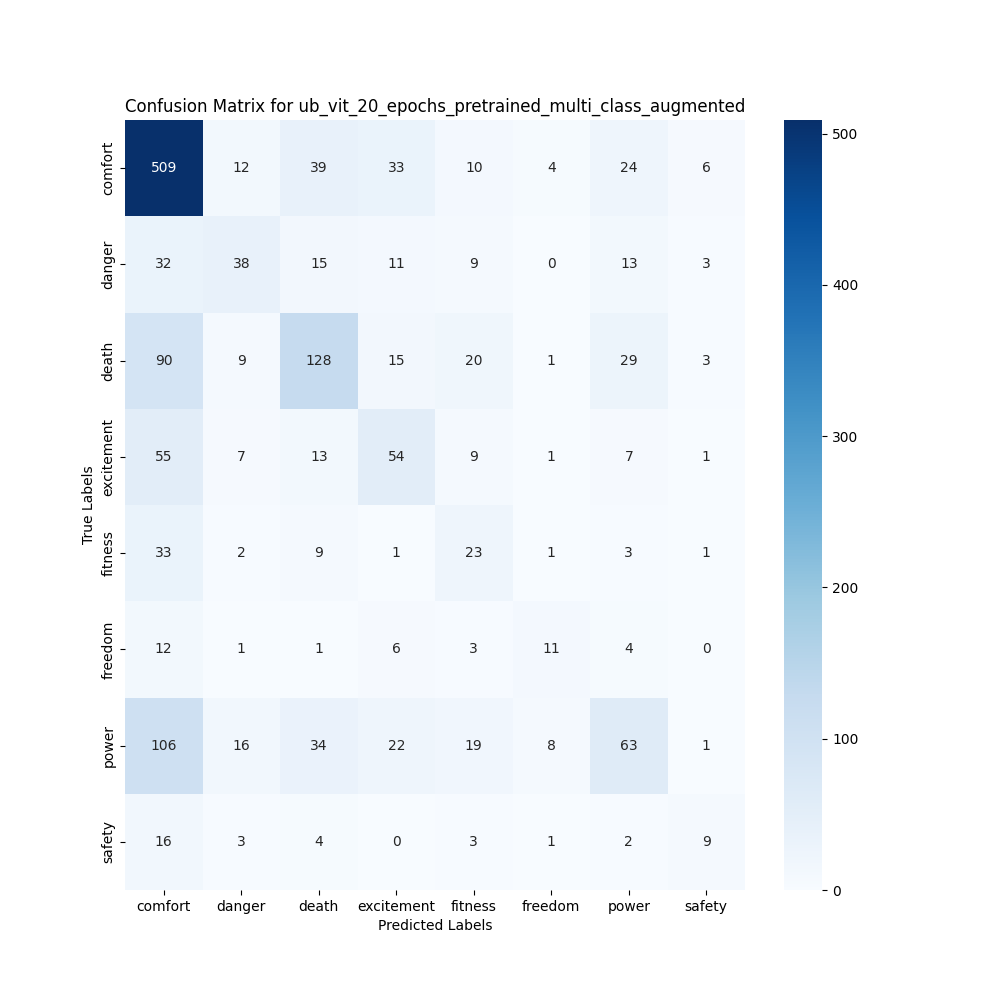 Confusion Matrix for ub_vit_20_epochs_pretrained_multi_class_augmented
True Labels
comfort 509 12 39 33 10 4 24 6
danger 32 38 15 11 9 0 13 3
death 90 9 128 15 20 1 29 3
excitement 55 7 13 54 9 1 7 1
fitness 33 2 9 1 23 1 3 1
freedom 12 1 1 6 3 11 4 0
power 106 16 34 22 19 8 63 1
safety 16 3 4 0 3 1 2 9
comfort danger death excitement fitness freedom power safety
Predicted Labels
500
400
300
200
100
0